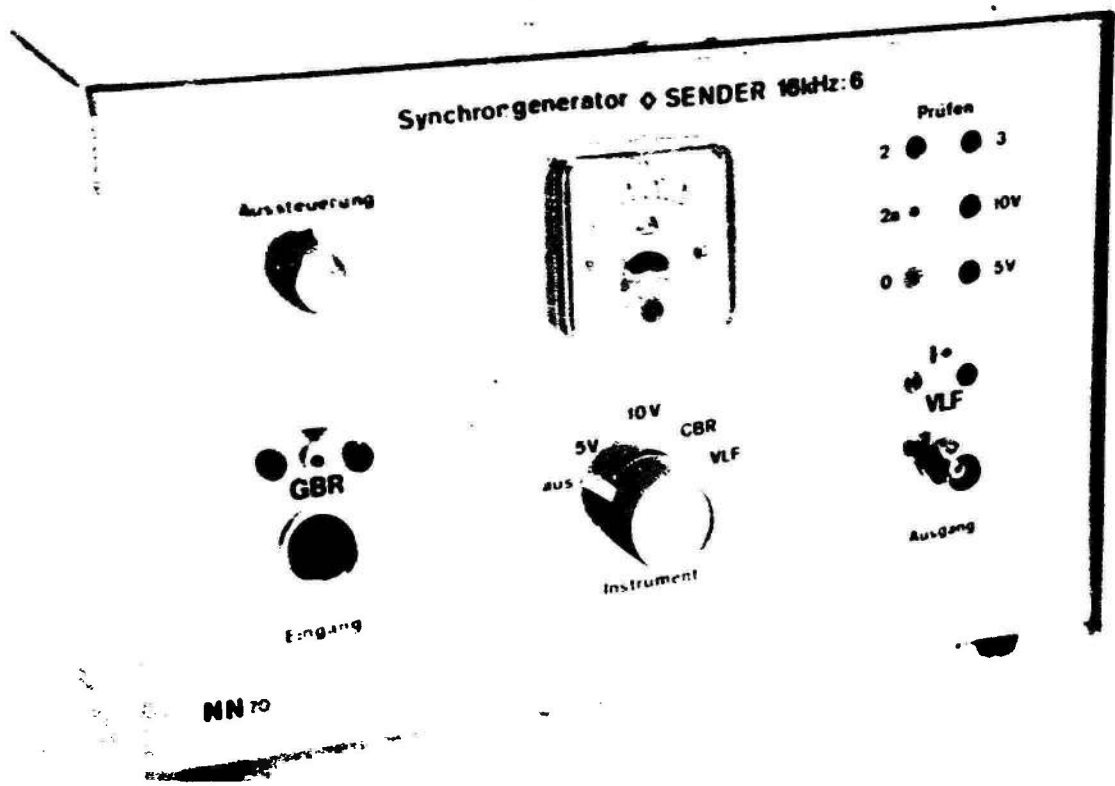 Synchrongenerator ◇ SENDER 16kHz:6
Prüfen
2 3
2a 10V
0 5V
Aussteuerung
10V
5V GBR
aus VLF
Instrument
GBR
Eingang
VLF
Ausgang
NN 70